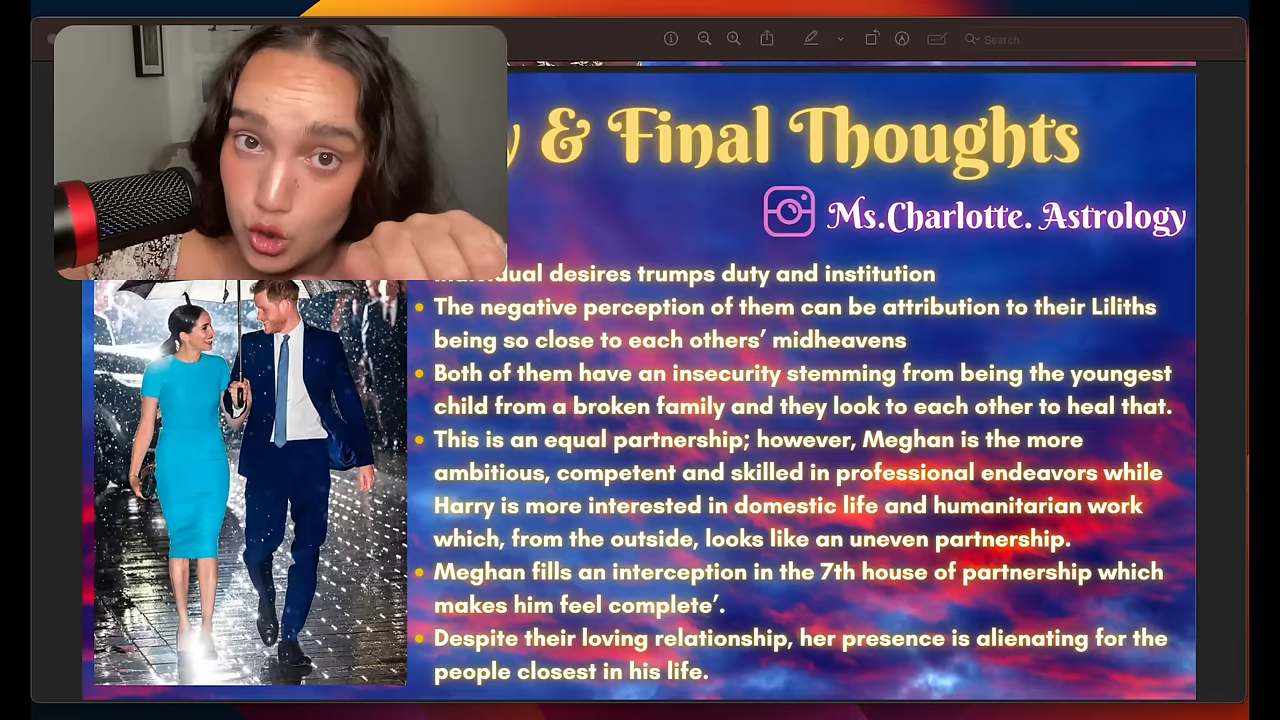 Search
& Final Thoughts
Ms.Charlotte. Astrology
desires trumps duty and institution
The negative perception of them can be attribution to their Liliths
being so close to each others’ midheavens
Both of them have an insecurity stemming from being the youngest
child from a broken family and they look to each other to heal that.
This is an equal partnership; however, Meghan is the more
ambitious, competent and skilled in professional endeavors while
Harry is more interested in domestic life and humanitarian work
which, from the outside, looks like an uneven partnership.
Meghan fills an interception in the 7th house of partnership which
makes him feel complete’.
Despite their loving relationship, her presence is alienating for the
people closest in his life.